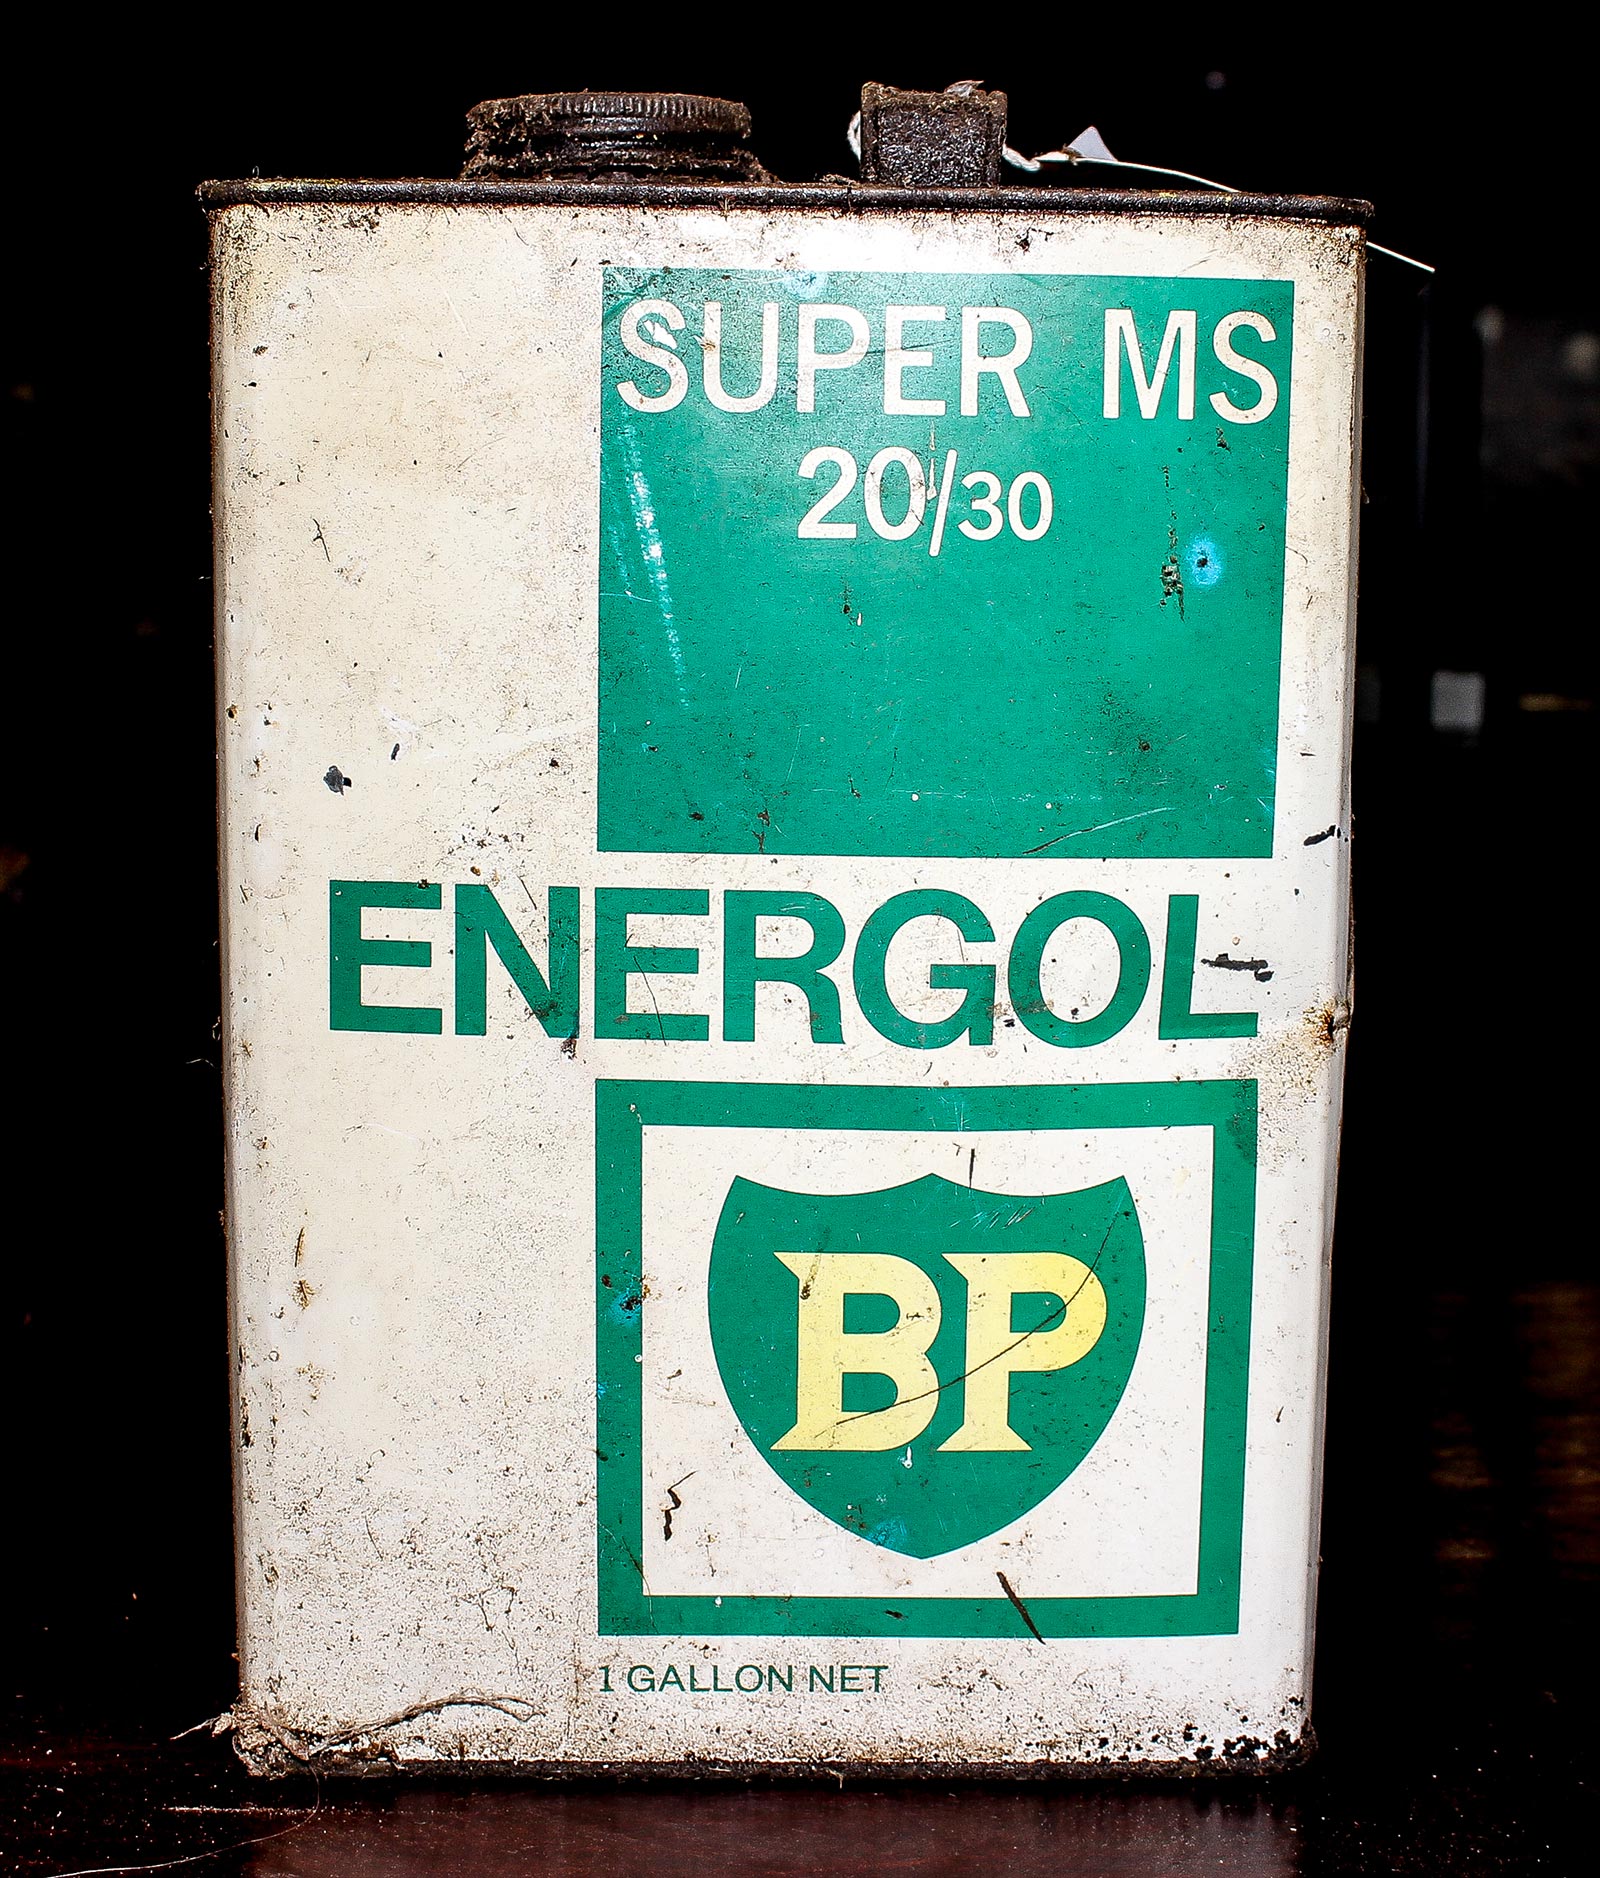 SUPER MS
20/30
ENERGOL
BP
1 GALLON NET